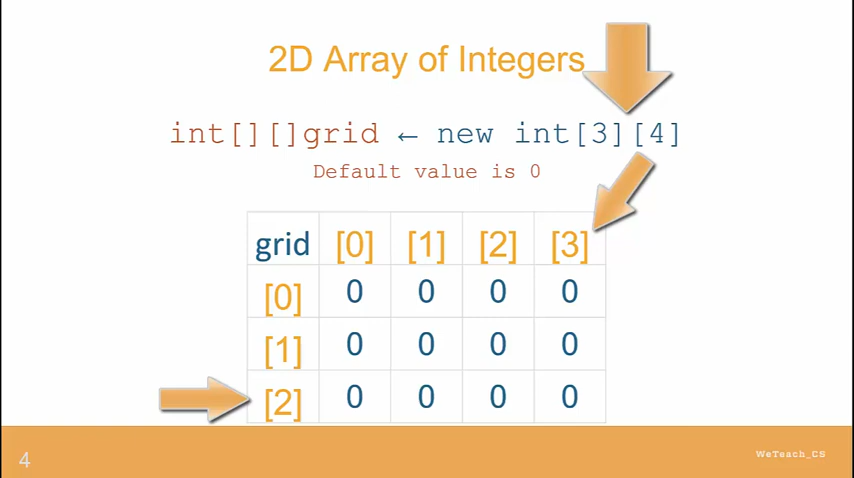 2D Array of Integers
int[][]grid ← new int[3][4]
Default value is 0
grid [0] [1] [2] [3]
[0] 0 0 0 0
[1] 0 0 0 0
[2] 0 0 0 0
4
WeTeach_CS